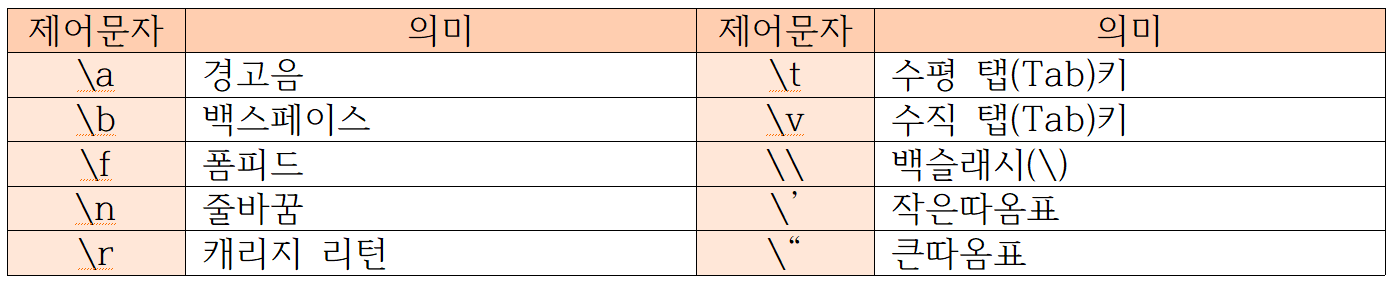 제어문자 의미 제어문자 의미
\a 경고음 \t 수평 탭(Tab)키
\b 백스페이스 \v 수직 탭(Tab)키
\f 폼피드 \\ 백슬래시(\)
\n 줄바꿈 \’ 작은따옴표
\r 캐리지 리턴 \“ 큰따옴표